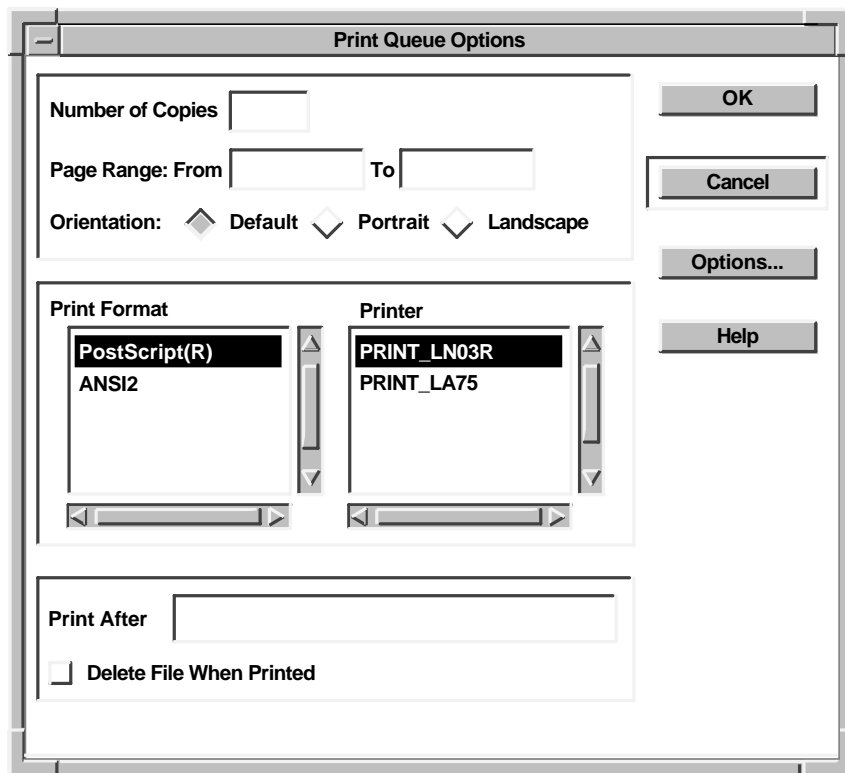 Print Queue Options
Number of Copies
OK
Page Range: From To
Cancel
Orientation: Default Portrait Landscape
Options...
Print Format
Printer
Help
PostScript(R)
ANSI2
PRINT_LN03R
PRINT_LA75
Print After
Delete File When Printed